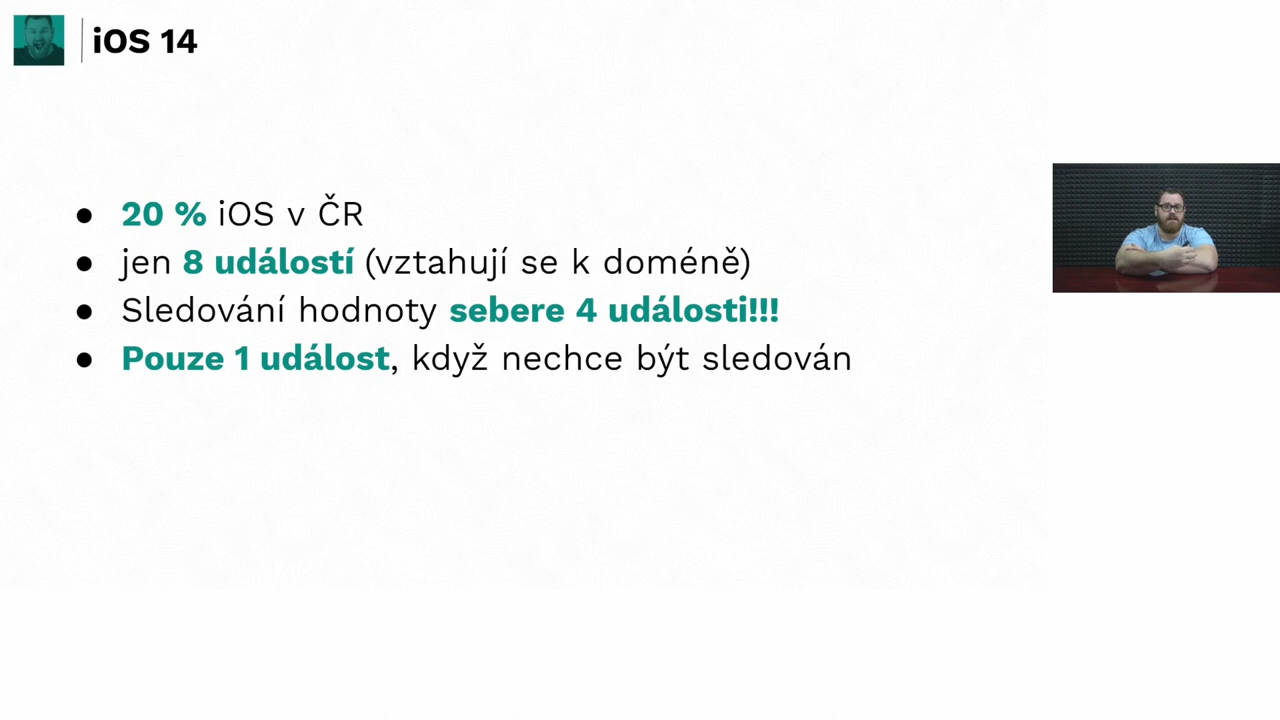 iOS 14
● 20 % iOS v ČR
● jen 8 událostí (vztahují se k doméně)
● Sledování hodnoty sebere 4 události!!!
● Pouze 1 událost, když nechce být sledován